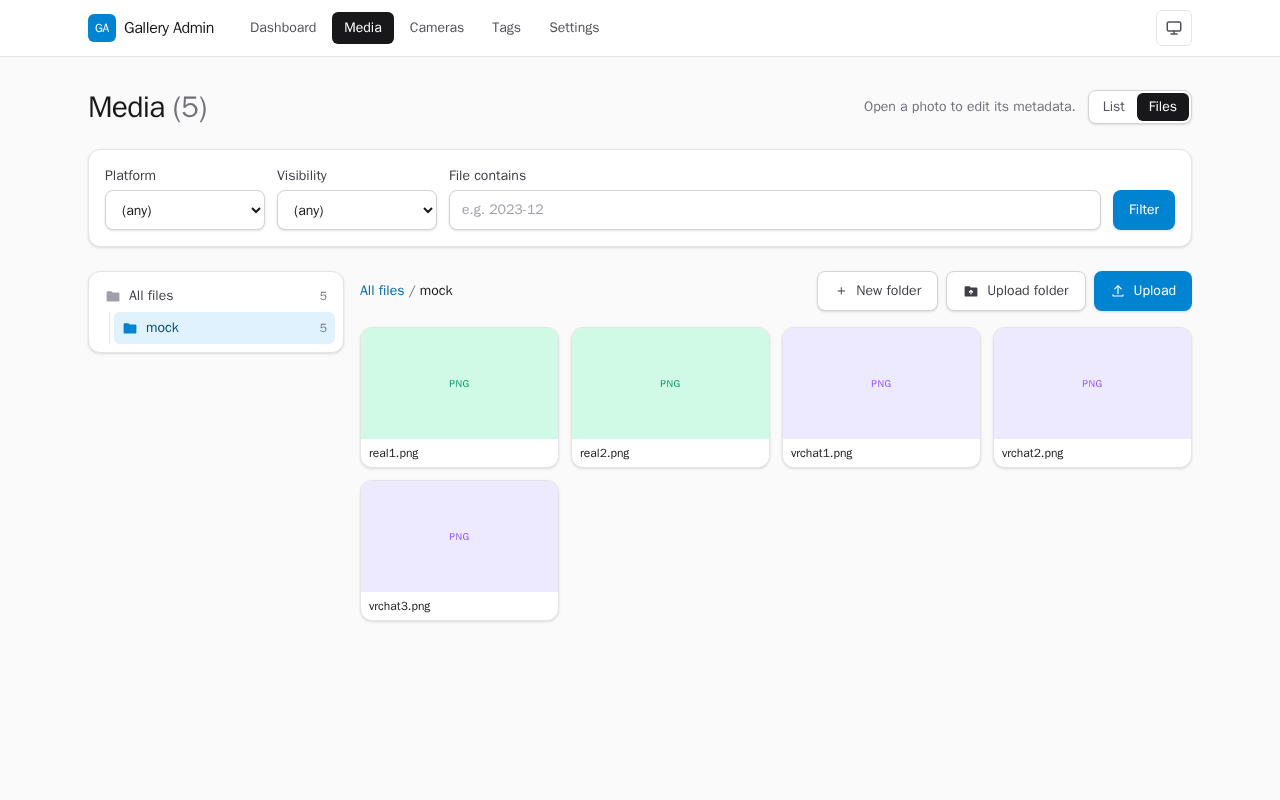 GA Gallery Admin Dashboard Media Cameras Tags Settings
Media (5) Open a photo to edit its metadata. List Files
Platform Visibility File contains
(any) (any) e.g. 2023-12 Filter
All files 5
mock 5
All files / mock + New folder Upload folder Upload
PNG PNG PNG PNG
real1.png real2.png vrchat1.png vrchat2.png
PNG
vrchat3.png